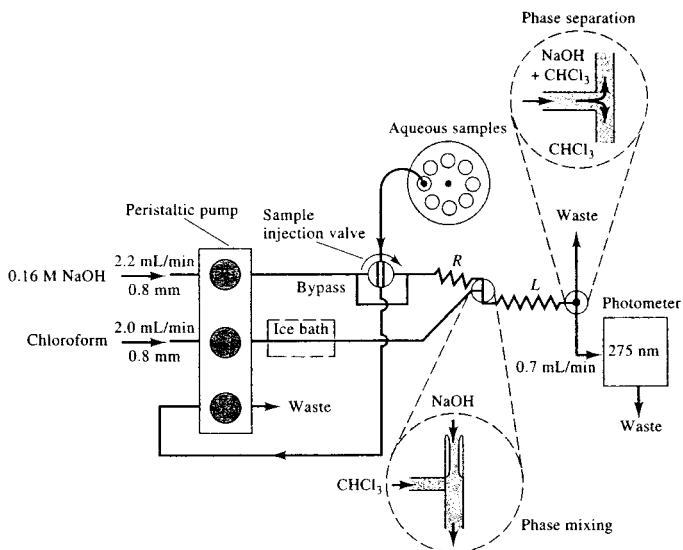 Phase separation
NaOH
+ CHCl3
CHCl3
Aqueous samples
Peristaltic pump
Sample
injection valve
Waste
2.2 mL/min
0.16 M NaOH
0.8 mm
Bypass
R
L
Photometer
2.0 mL/min
Chloroform
0.8 mm
Ice bath
275 nm
0.7 mL/min
Waste
NaOH
Waste
CHCl3
Phase mixing